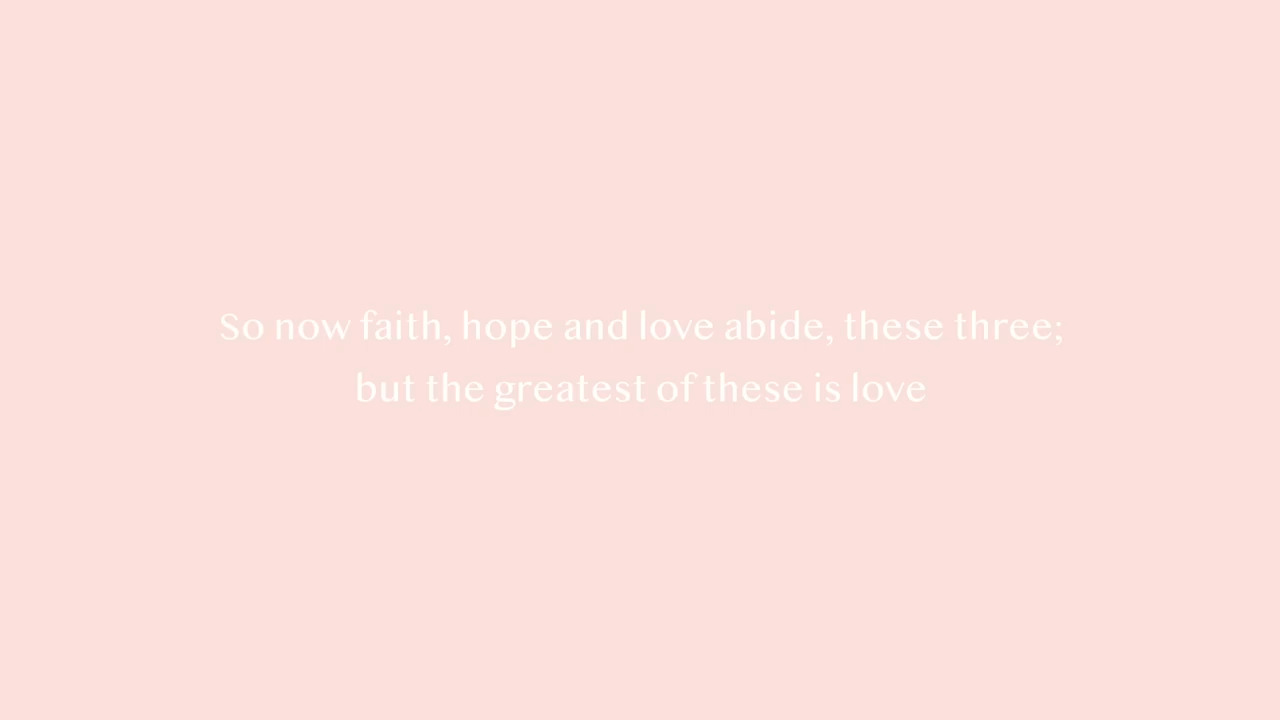 So now faith, hope and love abide, these three;
but the greatest of these is love